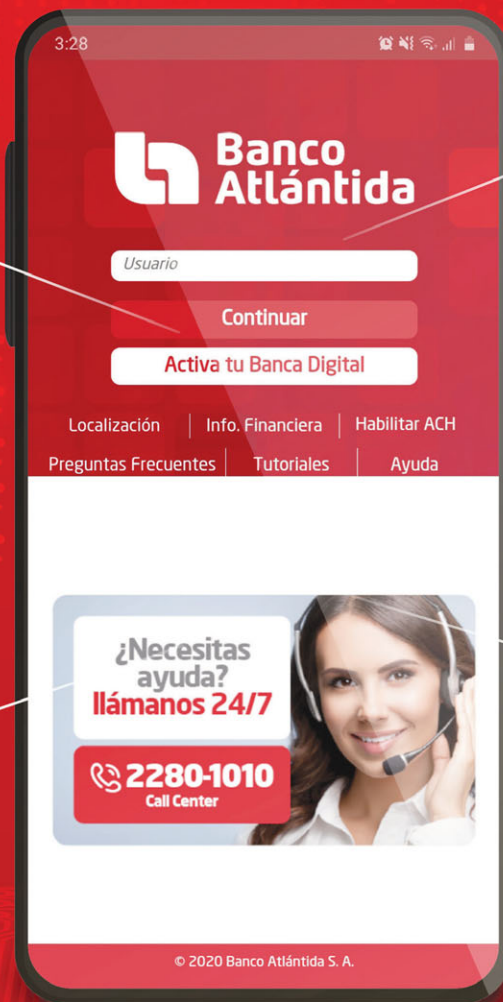 3:28
Banco
Atlántida
Usuario
Continuar
Activa tu Banca Digital
Localización | Info. Financiera | Habilitar ACH
Preguntas Frecuentes | Tutoriales | Ayuda
¿Necesitas
ayuda?
llámanos 24/7
2280-1010
Call Center
© 2020 Banco Atlántida S. A.